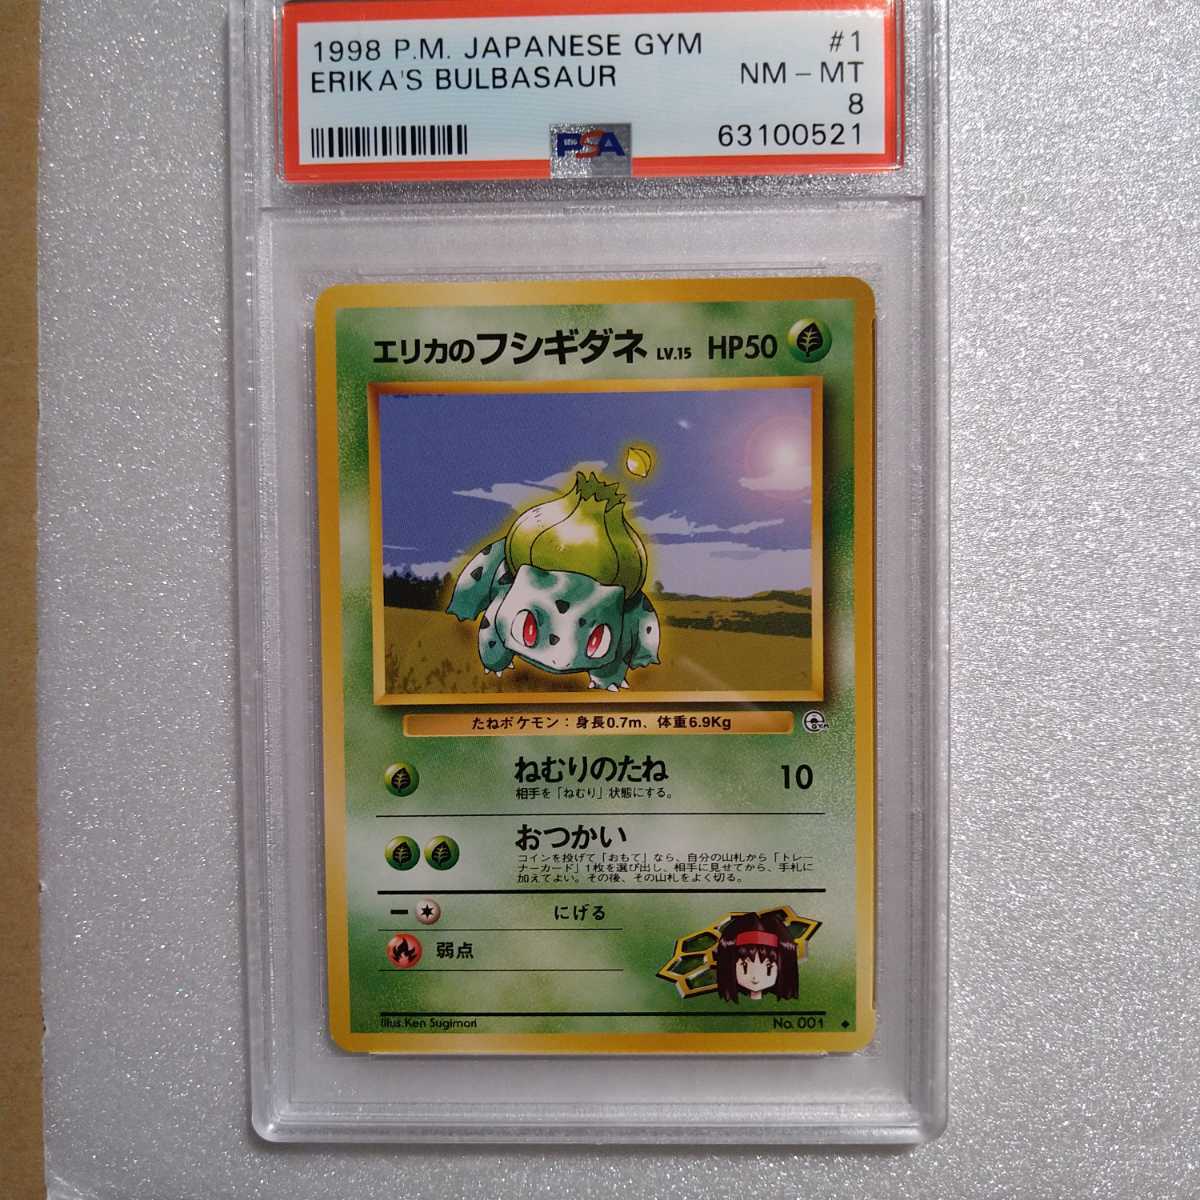 1998 P.M. JAPANESE GYM #1
ERIKA'S BULBASAUR NM - MT
8
63100521
PSA
エリカのフシギダネ LV.15 HP50
たねポケモン：身長0.7m、体重6.9Kg
ねむりのたね 10
相手を「ねむり」状態にする。
おつかい
コインを投げて「おもて」なら、自分の山札から「トレー
ナーカード」1枚を選び出し、相手に見せてから、手札に
加えてよい。その後、その山札をよく切る。
にげる
弱点
Illus.Ken Sugimori No. 001